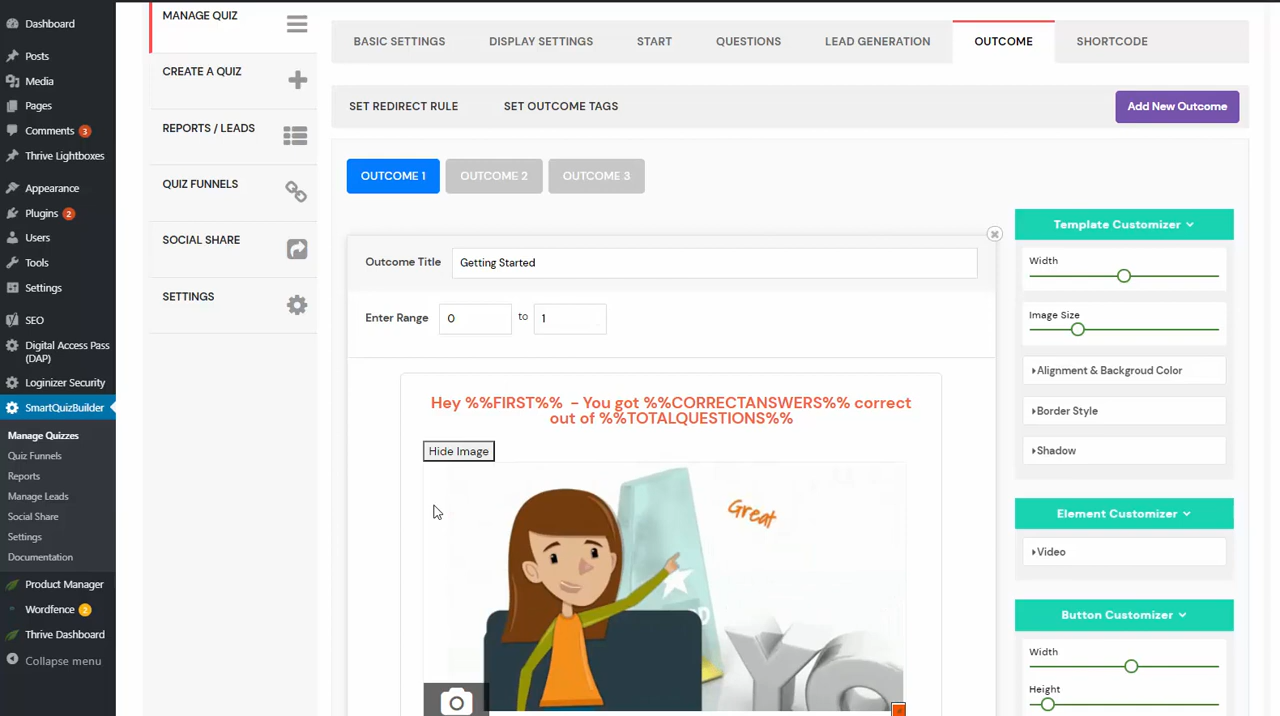 Dashboard
Posts
Media
Pages
Comments 3
Thrive Lightboxes
Appearance
Plugins 2
Users
Tools
Settings
SEO
Digital Access Pass
(DAP)
Loginizer Security
SmartQuizBuilder
Manage Quizzes
Quiz Funnels
Reports
Manage Leads
Social Share
Settings
Documentation
Product Manager
Wordfence 2
Thrive Dashboard
Collapse menu
MANAGE QUIZ
CREATE A QUIZ
REPORTS / LEADS
QUIZ FUNNELS
SOCIAL SHARE
SETTINGS
BASIC SETTINGS DISPLAY SETTINGS START QUESTIONS LEAD GENERATION OUTCOME SHORTCODE
SET REDIRECT RULE SET OUTCOME TAGS Add New Outcome
OUTCOME 1 OUTCOME 2 OUTCOME 3
Outcome Title Getting Started
Enter Range 0 to 1
Hey %%FIRST%% - You got %%CORRECTANSWERS%% correct
out of %%TOTALQUESTIONS%%
Hide Image
Great
YO
Template Customizer
Width
Image Size
Alignment & Backgroud Color
Border Style
Shadow
Element Customizer
Video
Button Customizer
Width
Height